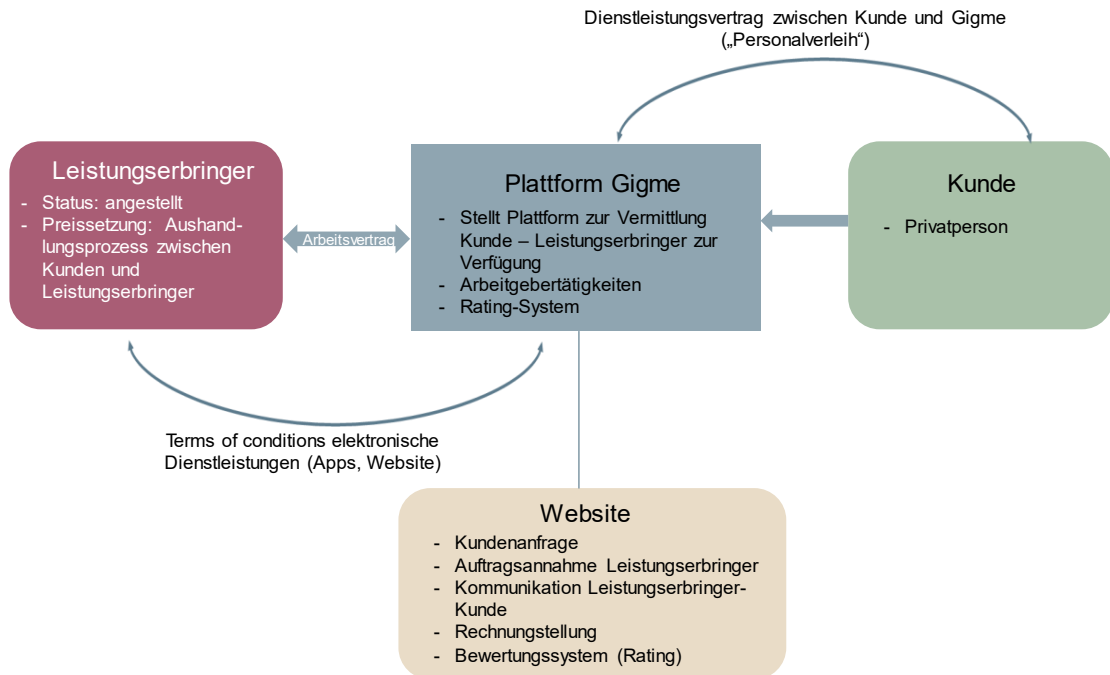 Dienstleistungsvertrag zwischen Kunde und Gigme
(„Personalverleih“)
Leistungserbringer
- Status: angestellt
- Preissetzung: Aushand-
lungsprozess zwischen
Kunden und
Leistungserbringer
Arbeitsvertrag
Plattform Gigme
- Stellt Plattform zur Vermittlung
Kunde – Leistungserbringer zur
Verfügung
- Arbeitgebertätigkeiten
- Rating-System
Kunde
- Privatperson
Terms of conditions elektronische
Dienstleistungen (Apps, Website)
Website
- Kundenanfrage
- Auftragsannahme Leistungserbringer
- Kommunikation Leistungserbringer-
Kunde
- Rechnungstellung
- Bewertungssystem (Rating)